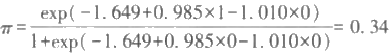 π = exp(-1.649+0.985×1-1.010×0) / 1+exp(-1.649+0.985×0-1.010×0) = 0.34